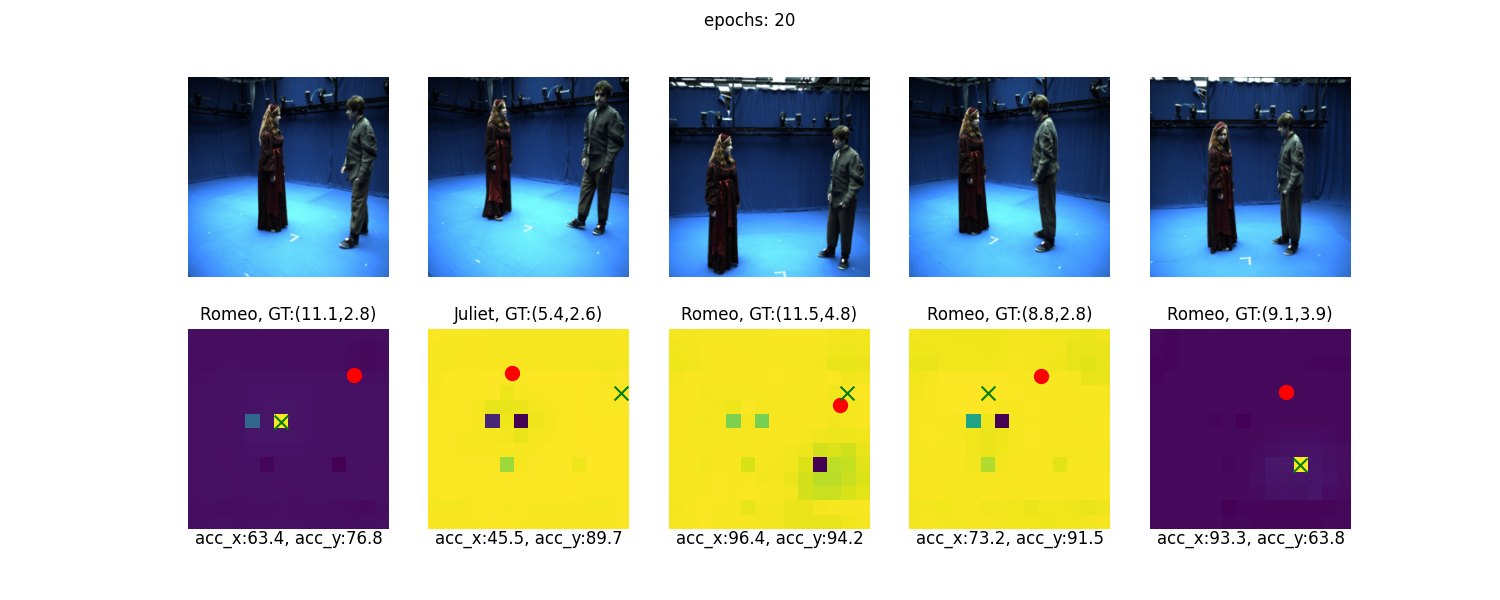 epochs: 20
Romeo, GT:(11.1,2.8)
Juliet, GT:(5.4,2.6)
Romeo, GT:(11.5,4.8)
Romeo, GT:(8.8,2.8)
Romeo, GT:(9.1,3.9)
acc_x:63.4, acc_y:76.8
acc_x:45.5, acc_y:89.7
acc_x:96.4, acc_y:94.2
acc_x:73.2, acc_y:91.5
acc_x:93.3, acc_y:63.8